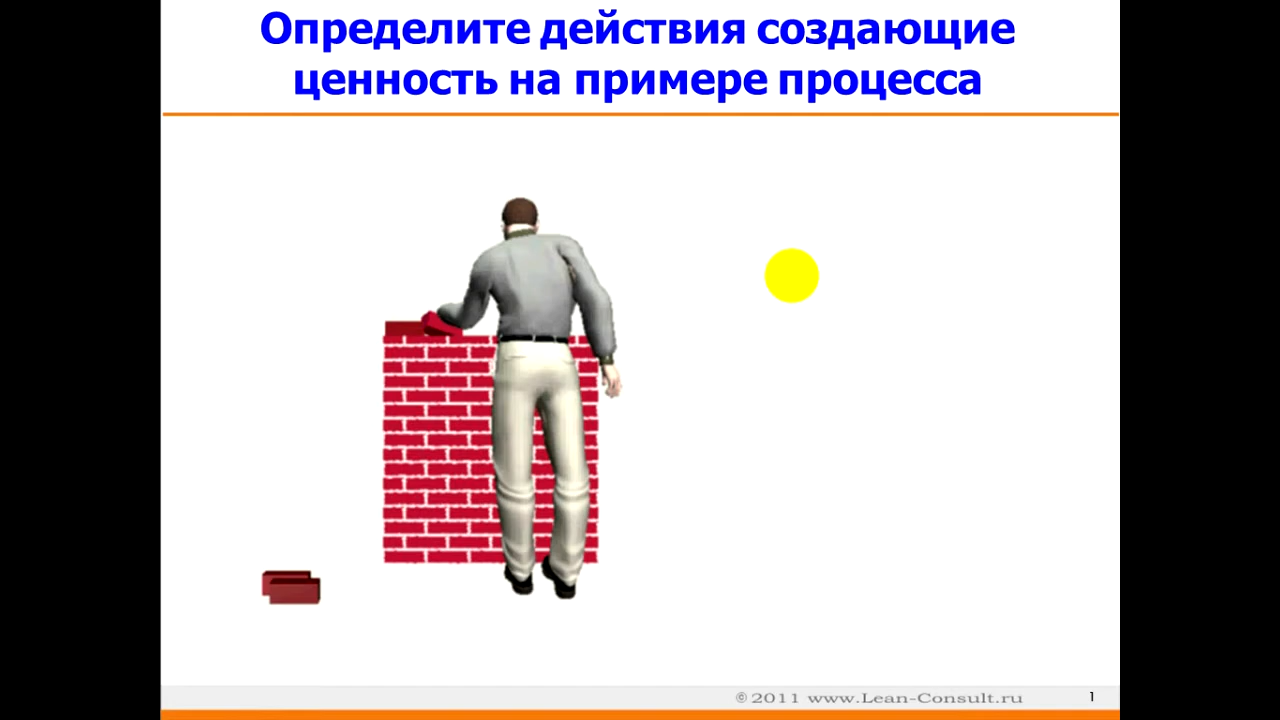 Определите действия создающие
ценность на примере процесса
© 2011 www.Lean-Consult.ru
1